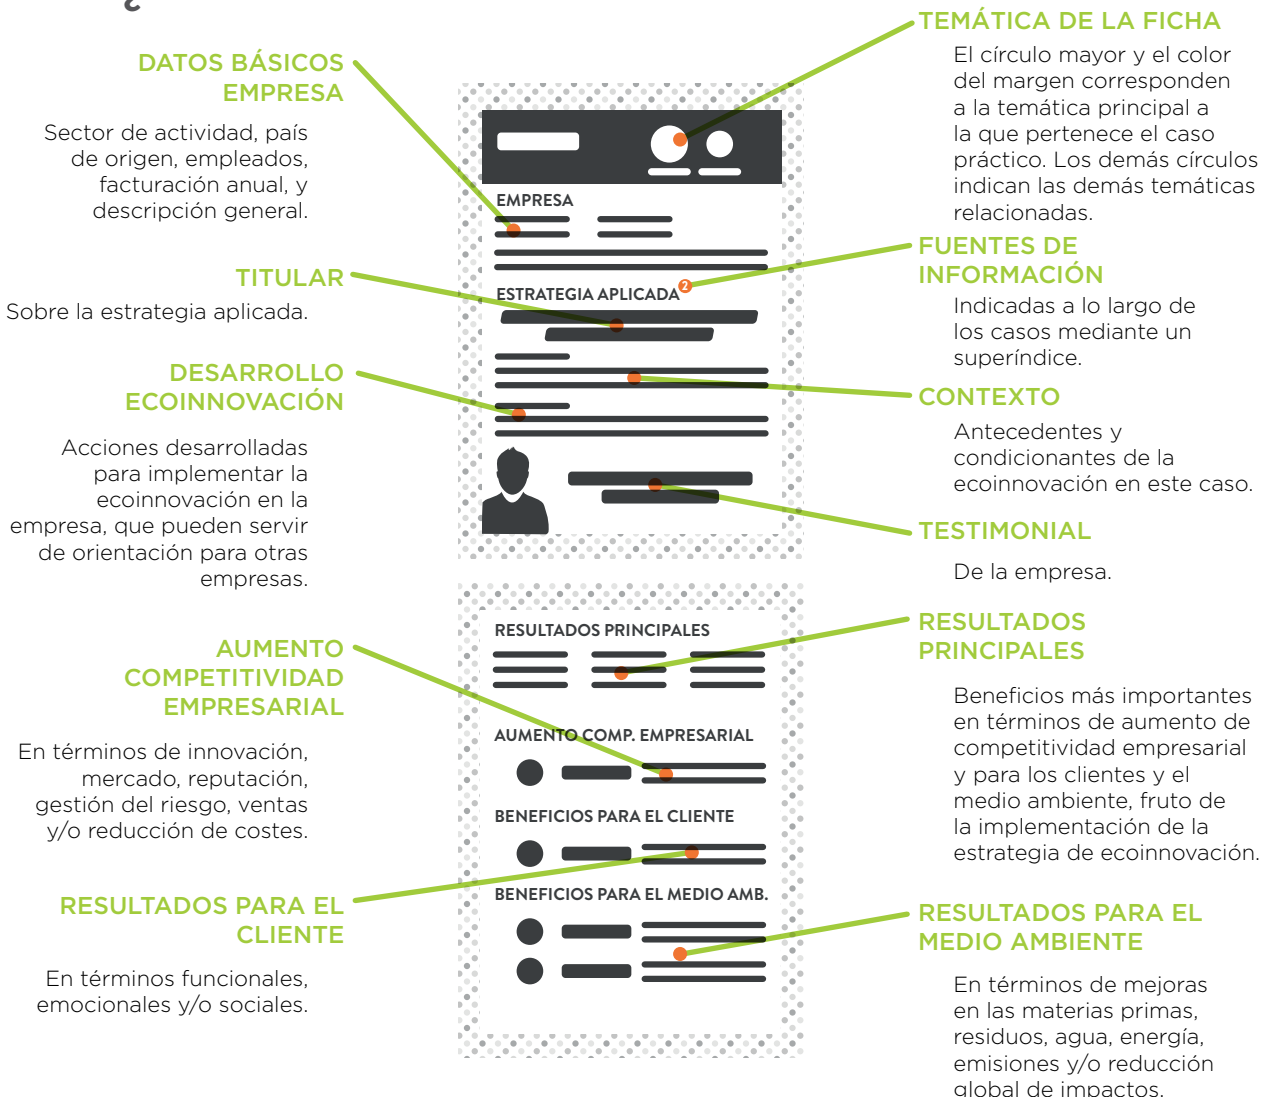 ¿
DATOS BÁSICOS
EMPRESA
Sector de actividad, país
de origen, empleados,
facturación anual, y
descripción general.
TITULAR
Sobre la estrategia aplicada.
DESARROLLO
ECOINNOVACIÓN
Acciones desarrolladas
para implementar la
ecoinnovación en la
empresa, que pueden servir
de orientación para otras
empresas.
AUMENTO
COMPETITIVIDAD
EMPRESARIAL
En términos de innovación,
mercado, reputación,
gestión del riesgo, ventas
y/o reducción de costes.
RESULTADOS PARA EL
CLIENTE
En términos funcionales,
emocionales y/o sociales.
EMPRESA
ESTRATEGIA APLICADA 2
RESULTADOS PRINCIPALES
AUMENTO COMP. EMPRESARIAL
BENEFICIOS PARA EL CLIENTE
BENEFICIOS PARA EL MEDIO AMB.
TEMÁTICA DE LA FICHA
El círculo mayor y el color
del margen corresponden
a la temática principal a
la que pertenece el caso
práctico. Los demás círculos
indican las demás temáticas
relacionadas.
FUENTES DE
INFORMACIÓN
Indicadas a lo largo de
los casos mediante un
superíndice.
CONTEXTO
Antecedentes y
condicionantes de la
ecoinnovación en este caso.
TESTIMONIAL
De la empresa.
RESULTADOS
PRINCIPALES
Beneficios más importantes
en términos de aumento de
competitividad empresarial
y para los clientes y el
medio ambiente, fruto de
la implementación de la
estrategia de ecoinnovación.
RESULTADOS PARA EL
MEDIO AMBIENTE
En términos de mejoras
en las materias primas,
residuos, agua, energía,
emisiones y/o reducción
global de impactos.